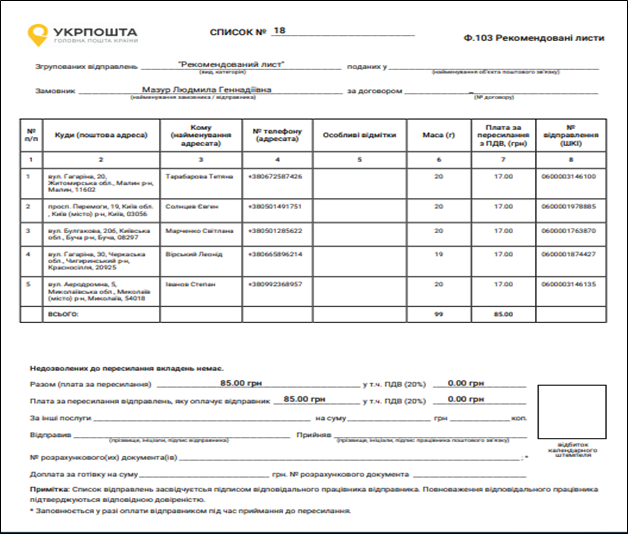 УКРПОШТА
ГОЛОВНА ПОШТА КРАЇНИ
СПИСОК № 18
Ф.103 Рекомендовані листи
Згрупованих відправлень "Рекомендований лист" поданих у
(вид, категорія) (найменування об'єкта поштового зв'язку)
Замовник Мазур Людмила Геннадіївна за договором _
(найменування замовника / відправника) (№ договору)
№ п/п Куди (поштова адреса) Кому (найменування адресата) № телефону (адресата) Особливі відмітки Маса (г) Плата за пересилання з ПДВ, (грн) № відправлення (ШКІ)
1 2 3 4 5 6 7 8
1 вул. Гагаріна, 20, Житомирська обл., Малин р-н, Малин, 11602 Тарабарова Тетяна +380672587426 20 17.00 0600003146100
2 просп. Перемоги, 19, Київ обл. , Київ (місто) р-н, Київ, 03056 Солнцев Євген +380501491751 20 17.00 0600001978885
3 вул. Булгакова, 20б, Київська обл., Буча р-н, Буча, 08297 Марченко Світлана +380501285622 20 17.00 0600001763870
4 вул. Гагаріна, 30, Черкаська обл., Чигиринський р-н, Красносілля, 20925 Вірський Леонід +380665896214 19 17.00 0600001874427
5 вул. Аеродромна, 5, Миколаївська обл., Миколаїв (місто) р-н, Миколаїв, 54018 Іванов Степан +380992368957 20 17.00 0600003146135
ВСЬОГО: 99 85.00
Недозволених до пересилання вкладень немає.
Разом (плата за пересилання) 85.00 грн у т.ч. ПДВ (20%) 0.00 грн
Плата за пересилання відправлень, яку оплачує відправник 85.00 грн у т.ч. ПДВ (20%) 0.00 грн
За інші послуги на суму грн коп.
Відправив Прийняв
(прізвище, ініціали, підпис відправника) (прізвище, ініціали, підпис працівника поштового зв'язку)
відбиток календарного штемпеля
№ розрахункового(их) документа(ів) : *
Доплата за готівку на суму грн. № розрахункового документа
Примітка: Список відправлень засвідчується підписом відповідального працівника відправника. Повноваження відповідального працівника
підтверджуються відповідною довіреністю.
* Заповнюється у разі оплати відправником під час приймання до пересилання.